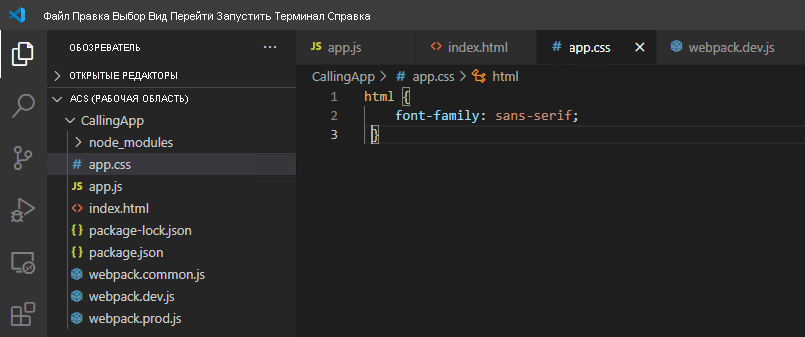 Файл Правка Выбор Вид Перейти Запустить Терминал Справка
ОБОЗРЕВАТЕЛЬ ...
ОТКРЫТЫЕ РЕДАКТОРЫ
ACS (РАБОЧАЯ ОБЛАСТЬ)
CallingApp
node_modules
# app.css
JS app.js
<> index.html
{} package-lock.json
{} package.json
webpack.common.js
webpack.dev.js
webpack.prod.js
JS app.js <> index.html # app.css × webpack.dev.js
CallingApp > # app.css > html
1 html {
2 font-family: sans-serif;
3 }